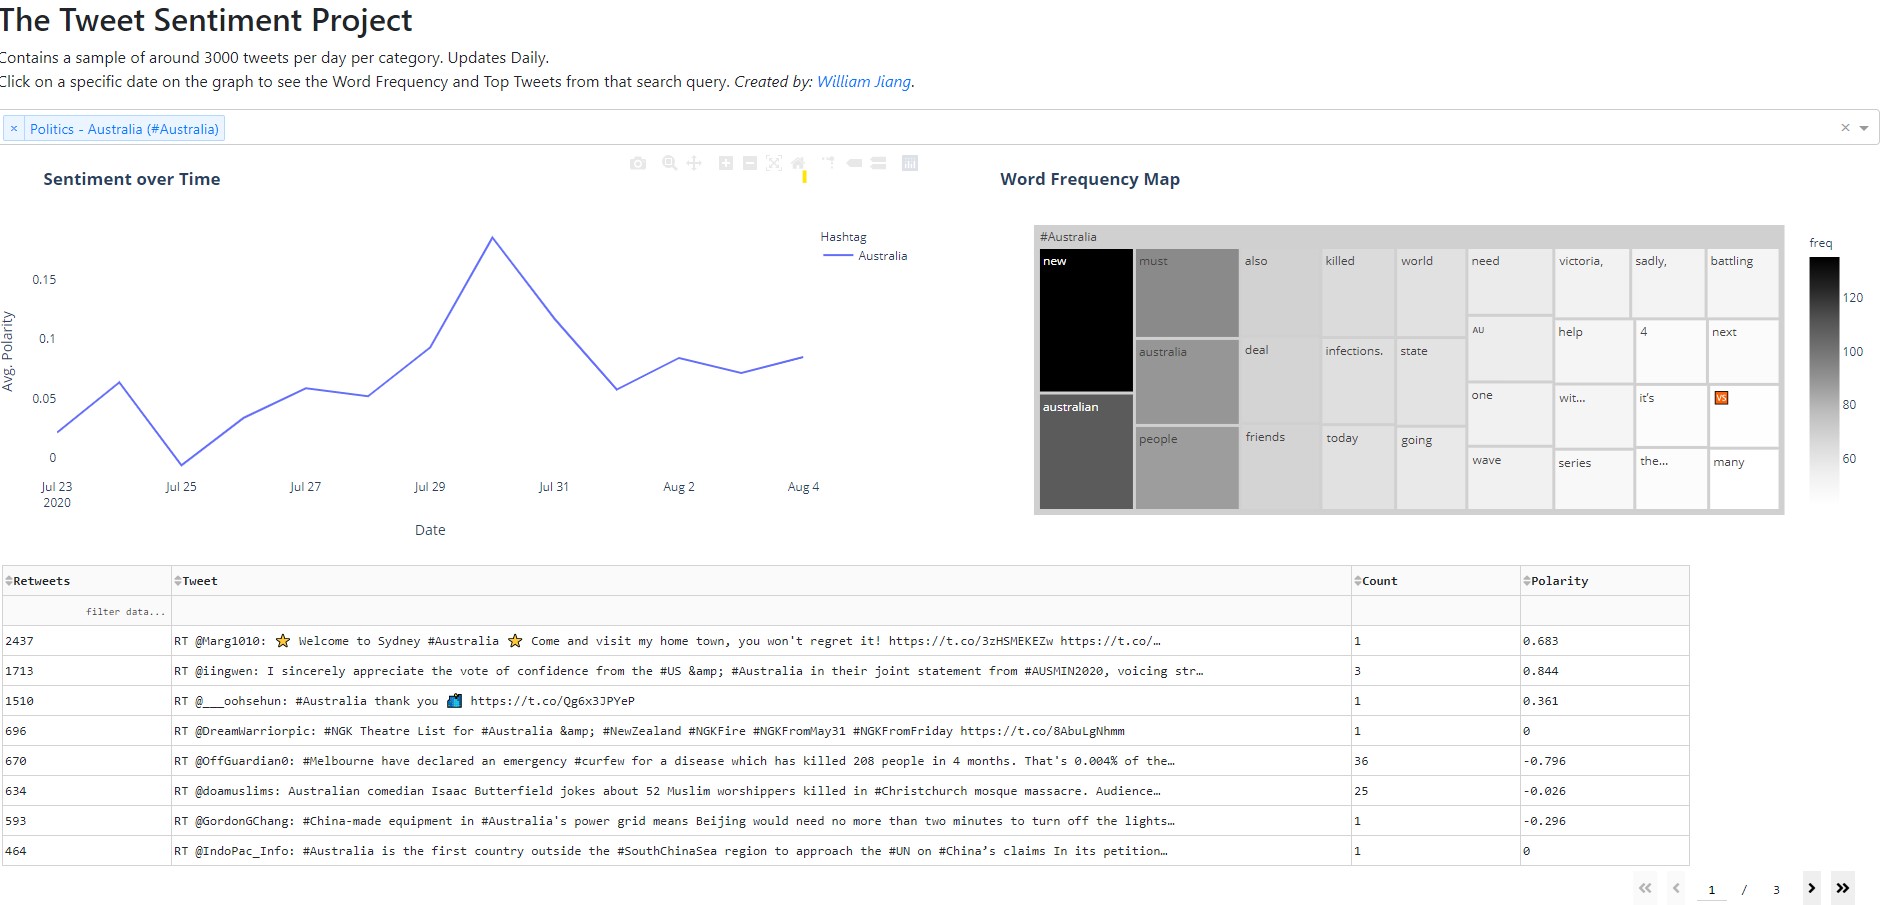 The Tweet Sentiment Project
Contains a sample of around 3000 tweets per day per category. Updates Daily.
Click on a specific date on the graph to see the Word Frequency and Top Tweets from that search query. Created by: William Jiang.
× Politics - Australia (#Australia) ×
Sentiment over Time
Avg. Polarity
0.15
0.1
0.05
0
Jul 23 Jul 25 Jul 27 Jul 29 Jul 31 Aug 2 Aug 4
2020
Date
Hashtag
Australia
Word Frequency Map
#Australia
new must also killed world need victoria, sadly, battling
AU help 4 next
australia deal infections. state
one wit... it's VS
australian
people friends today going
wave series the... many
freq
120
100
80
60
Retweets Tweet Count Polarity
filter data...
2437 RT @Marg1010: ⭐ Welcome to Sydney #Australia ⭐ Come and visit my home town, you won't regret it! https://t.co/3zHSMEKEZw https://t.co/… 1 0.683
1713 RT @iingwen: I sincerely appreciate the vote of confidence from the #US &amp; #Australia in their joint statement from #AUSMIN2020, voicing str… 3 0.844
1510 RT @___oohsehun: #Australia thank you https://t.co/Qg6x3JPYeP 1 0.361
696 RT @DreamWarriorpic: #NGK Theatre List for #Australia &amp; #NewZealand #NGKFire #NGKFromMay31 #NGKFromFriday https://t.co/8AbuLgNhmm 1 0
670 RT @OffGuardian0: #Melbourne have declared an emergency #curfew for a disease which has killed 208 people in 4 months. That's 0.004% of the… 36 -0.796
634 RT @doamuslims: Australian comedian Isaac Butterfield jokes about 52 Muslim worshippers killed in #Christchurch mosque massacre. Audience… 25 -0.026
593 RT @GordonGChang: #China-made equipment in #Australia's power grid means Beijing would need no more than two minutes to turn off the lights… 1 -0.296
464 RT @IndoPac_Info: #Australia is the first country outside the #SouthChinaSea region to approach the #UN on #China’s claims In its petition… 1 0
1 / 3